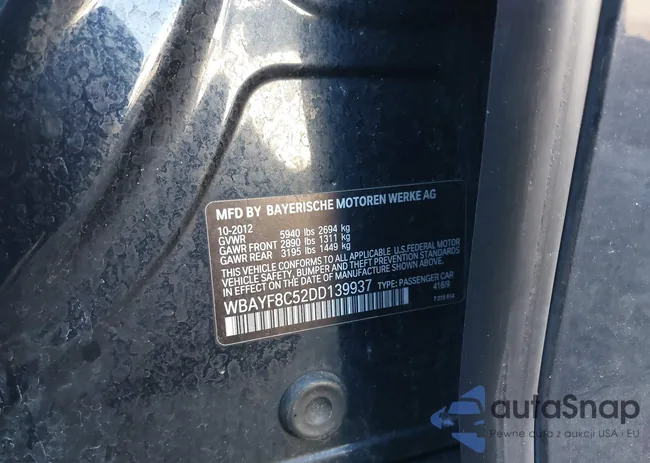 MFD BY BAYERISCHE MOTOREN WERKE AG
10-2012
GVWR 5940 lbs 2694 kg
GAWR FRONT 2890 lbs 1311 kg
GAWR REAR 3195 lbs 1449 kg
THIS VEHICLE CONFORMS TO ALL APPLICABLE U.S. FEDERAL MOTOR
VEHICLE SAFETY, BUMPER AND THEFT PREVENTION STANDARDS
IN EFFECT ON THE DATE OF MANUFACTURE SHOWN ABOVE.
WBAYF8C52DD139937 TYPE: PASSENGER CAR
416/9
autaSnap
Pewne auta z aukcji USA i EU